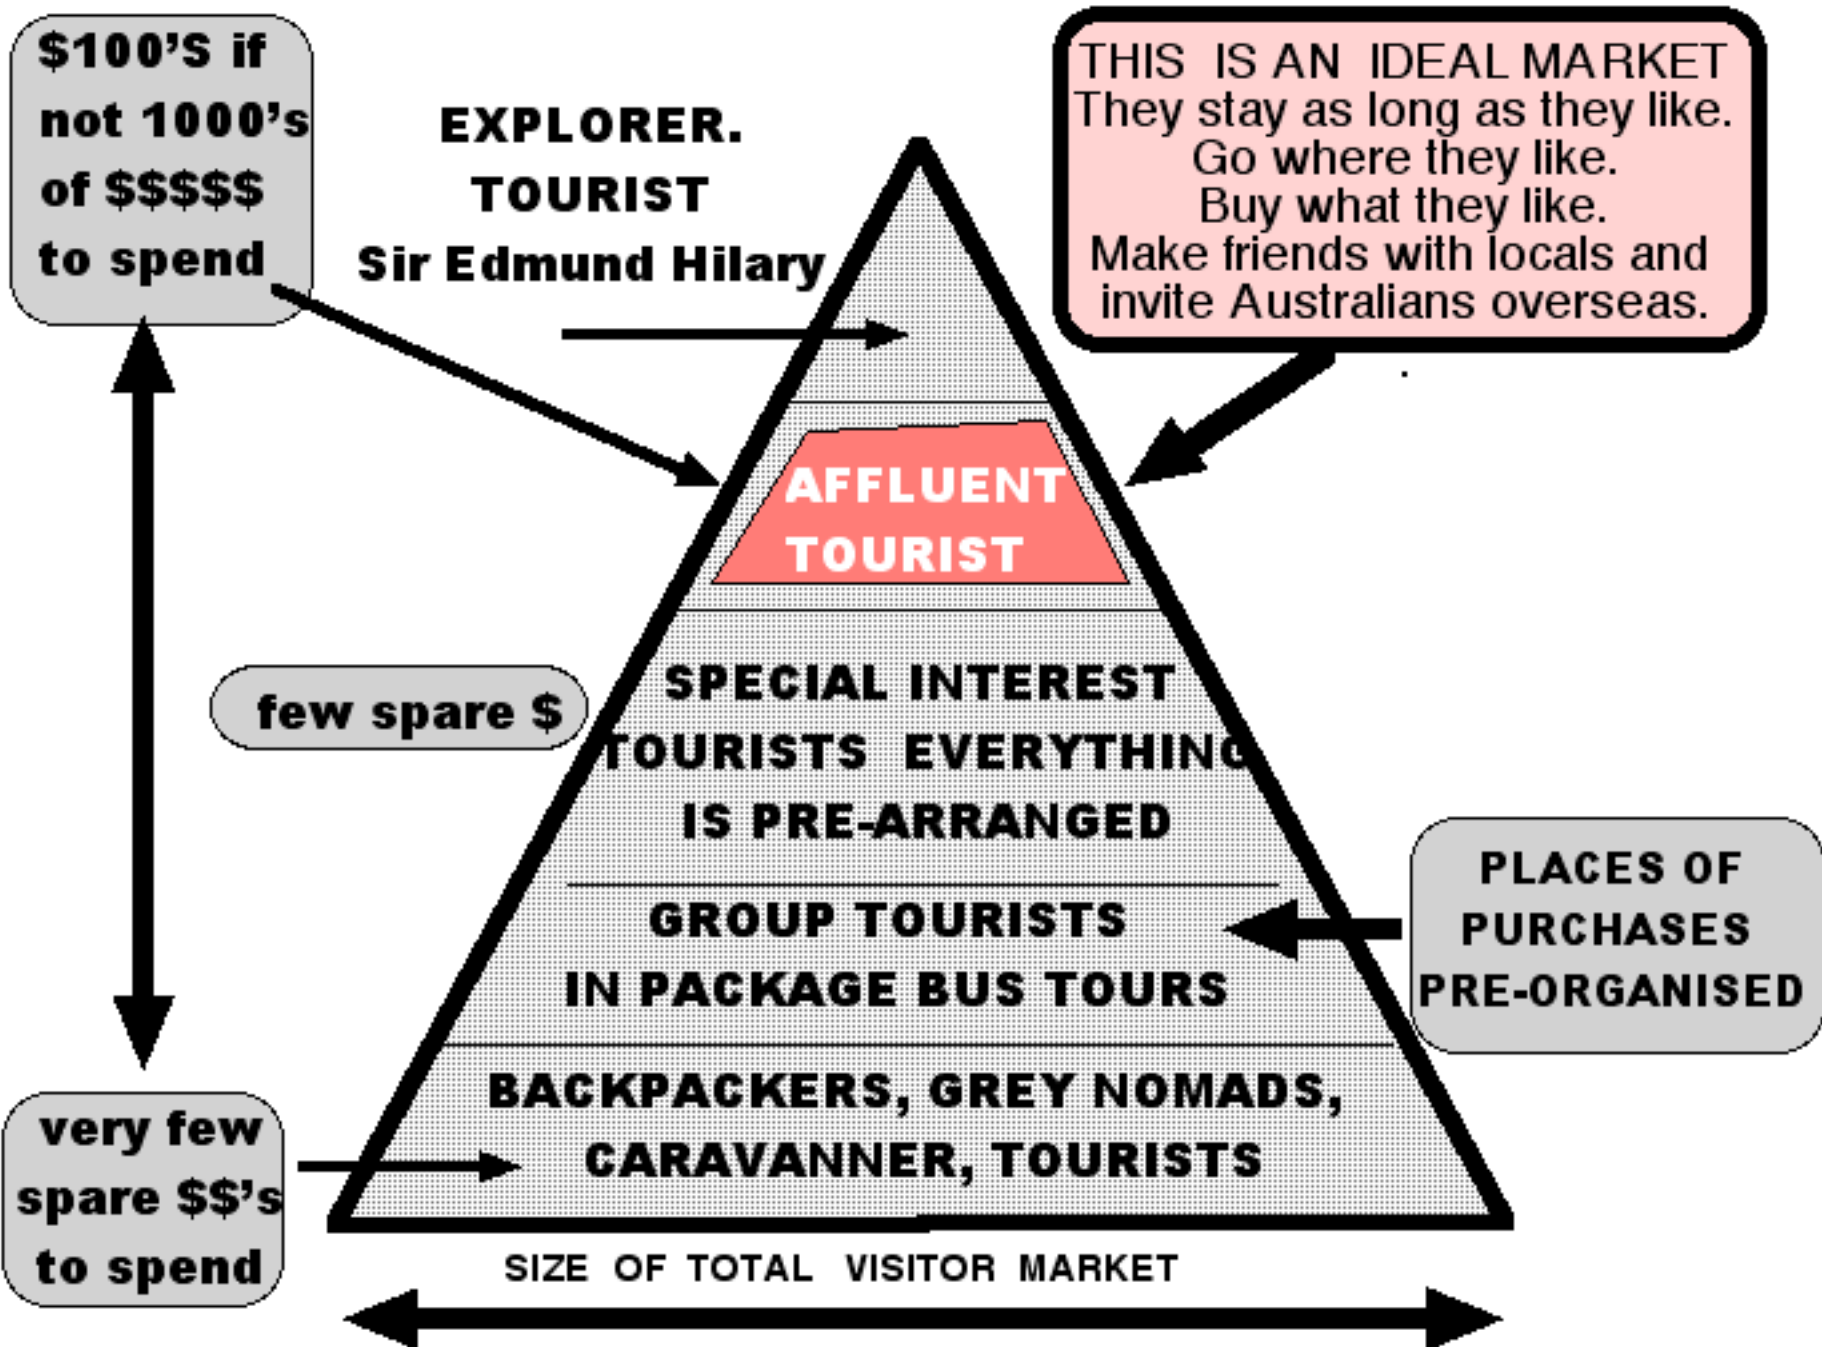 $100'S if
not 1000's
of $$$$$
to spend
EXPLORER.
TOURIST
Sir Edmund Hilary
THIS IS AN IDEAL MARKET
They stay as long as they like.
Go where they like.
Buy what they like.
Make friends with locals and
invite Australians overseas.
AFFLUENT
TOURIST
few spare $
SPECIAL INTEREST
TOURISTS EVERYTHING
IS PRE-ARRANGED
GROUP TOURISTS
IN PACKAGE BUS TOURS
PLACES OF
PURCHASES
PRE-ORGANISED
BACKPACKERS, GREY NOMADS,
CARAVANNER, TOURISTS
very few
spare $$'s
to spend
SIZE OF TOTAL VISITOR MARKET